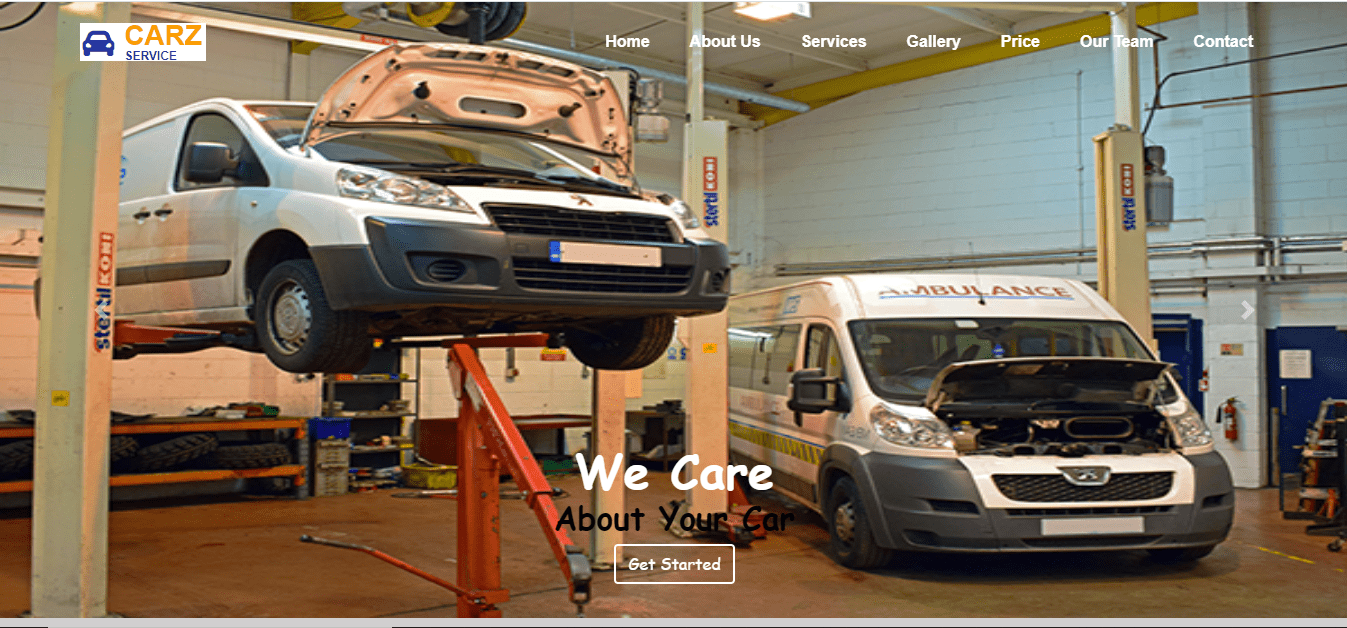 CARZ
SERVICE
Home About Us Services Gallery Price Our Team Contact
stertil KONI
stertil KONI
stertil KONI
AMBULANCE
We Care
About Your Car
Get Started